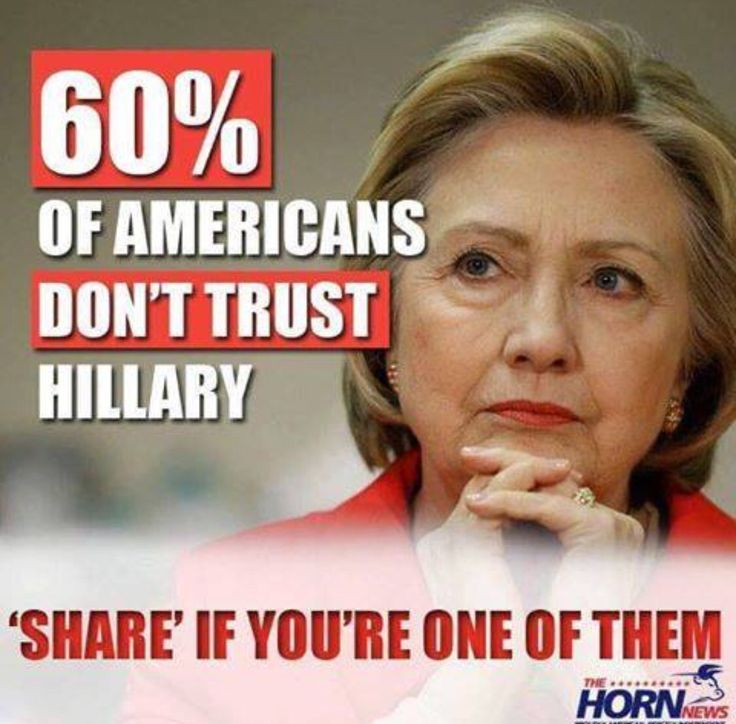 60%
OF AMERICANS
DON'T TRUST
HILLARY
'SHARE' IF YOU'RE ONE OF THEM
THE
HORN NEWS